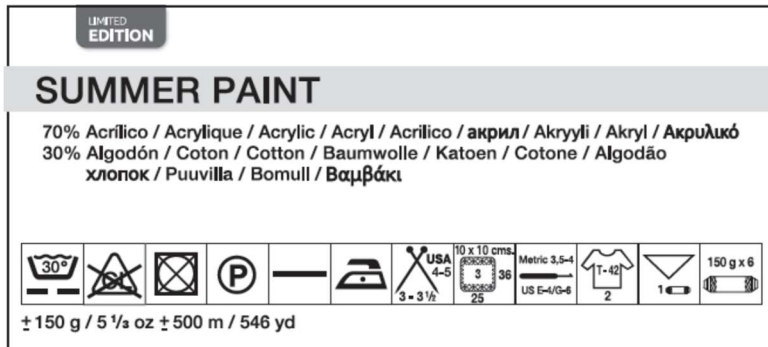 LIMITED
EDITION
SUMMER PAINT
70% Acrílico / Acrylique / Acrylic / Acryl / Acrilico / акрил / Akryyli / Akryl / Ακρυλικό
30% Algodón / Coton / Cotton / Baumwolle / Katoen / Cotone / Algodão
хлопок / Puuvilla / Bomull / Βαμβάκι
30° CL P USA 4-5 3 - 3 ½ 10 x 10 cms. 3 36 25 Metric 3,5-4 US E-4/G-6 T-42 2 1 150 g x 6
± 150 g / 5 ⅓ oz ± 500 m / 546 yd